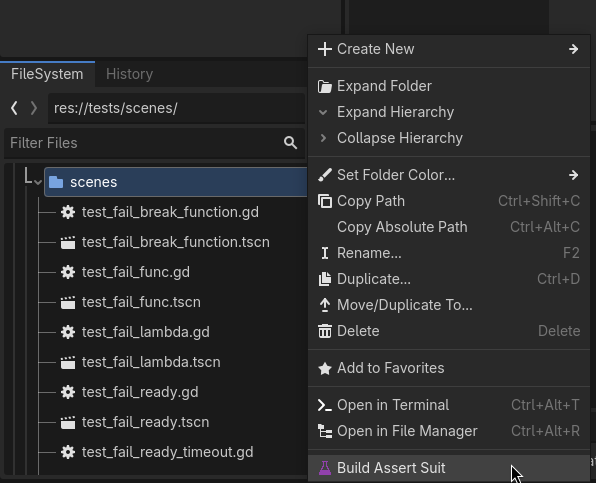 FileSystem History
res://tests/scenes/
Filter Files
scenes
test_fail_break_function.gd
test_fail_break_function.tscn
test_fail_func.gd
test_fail_func.tscn
test_fail_lambda.gd
test_fail_lambda.tscn
test_fail_ready.gd
test_fail_ready.tscn
test_fail_ready_timeout.gd
Create New
Expand Folder
Expand Hierarchy
Collapse Hierarchy
Set Folder Color...
Copy Path Ctrl+Shift+C
Copy Absolute Path Ctrl+Alt+C
Rename... F2
Duplicate... Ctrl+D
Move/Duplicate To...
Delete Delete
Add to Favorites
Open in Terminal Ctrl+Alt+T
Open in File Manager Ctrl+Alt+R
Build Assert Suit